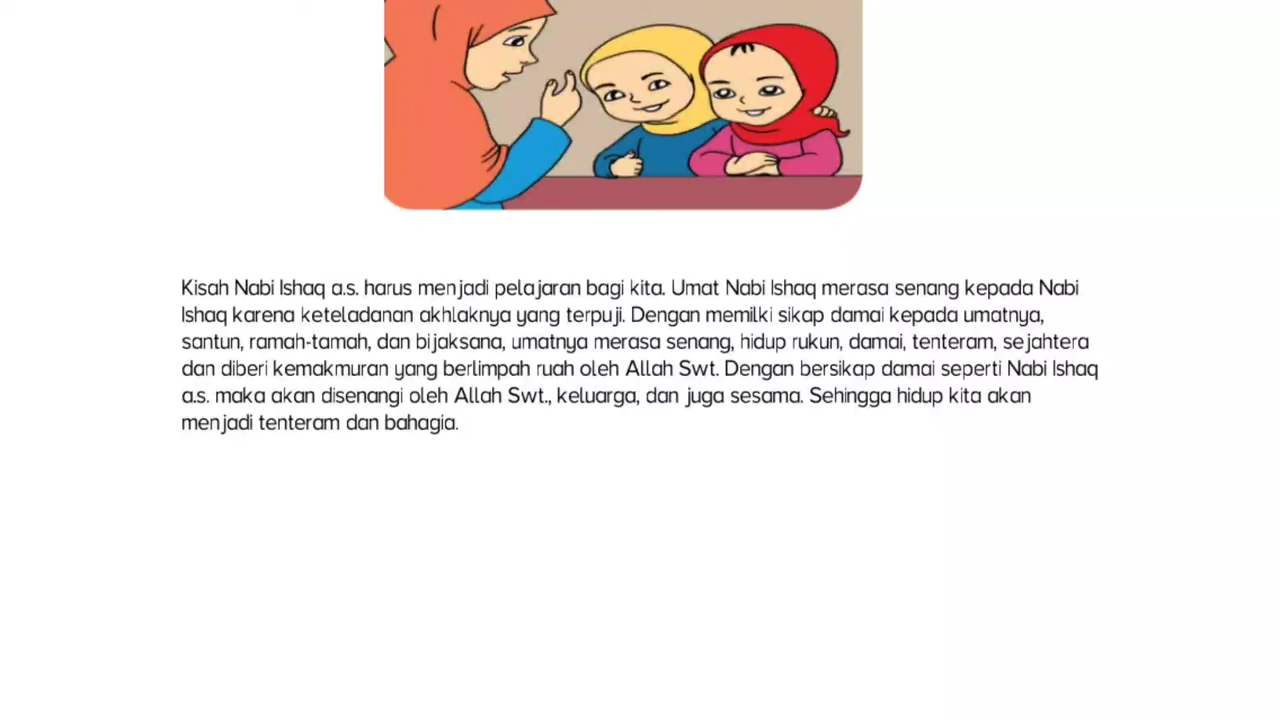 Kisah Nabi Ishaq a.s. harus menjadi pelajaran bagi kita. Umat Nabi Ishaq merasa senang kepada Nabi
Ishaq karena keteladanan akhlaknya yang terpuji. Dengan memilki sikap damai kepada umatnya,
santun, ramah-tamah, dan bijaksana, umatnya merasa senang, hidup rukun, damai, tenteram, sejahtera
dan diberi kemakmuran yang berlimpah ruah oleh Allah Swt. Dengan bersikap damai seperti Nabi Ishaq
a.s. maka akan disenangi oleh Allah Swt., keluarga, dan juga sesama. Sehingga hidup kita akan
menjadi tenteram dan bahagia.